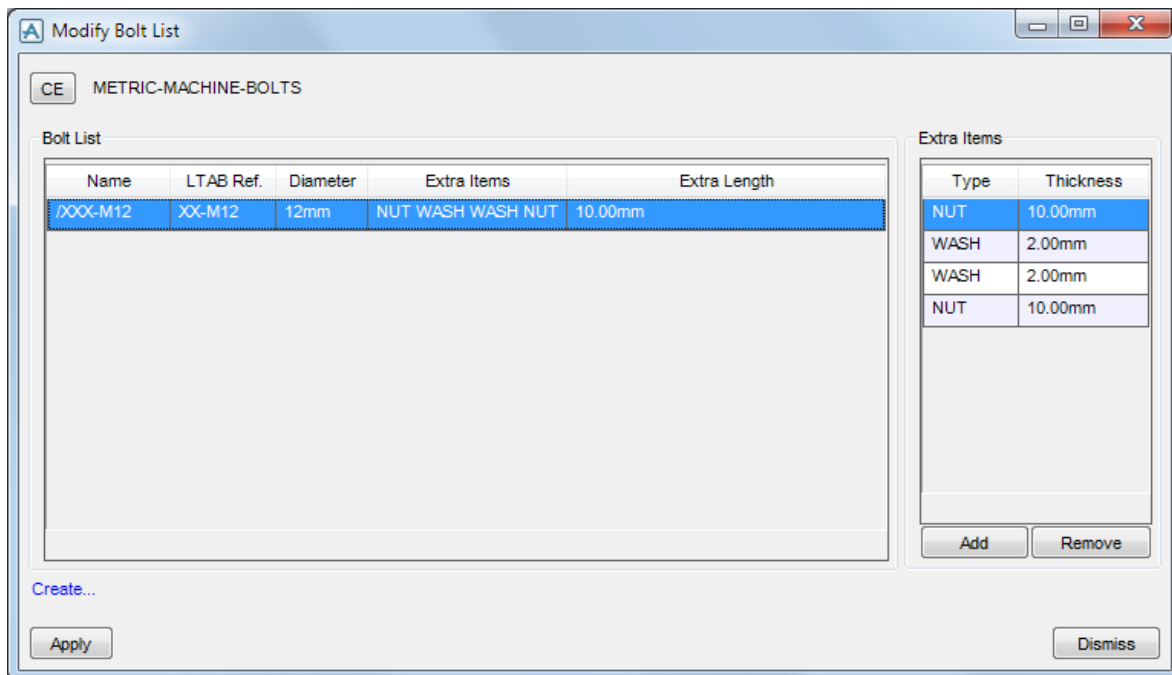 Modify Bolt List
CE METRIC-MACHINE-BOLTS
Bolt List
Name LTAB Ref. Diameter Extra Items Extra Length
/XXX-M12 XX-M12 12mm NUT WASH WASH NUT 10.00mm
Extra Items
Type Thickness
NUT 10.00mm
WASH 2.00mm
WASH 2.00mm
NUT 10.00mm
Add Remove
Create...
Apply Dismiss